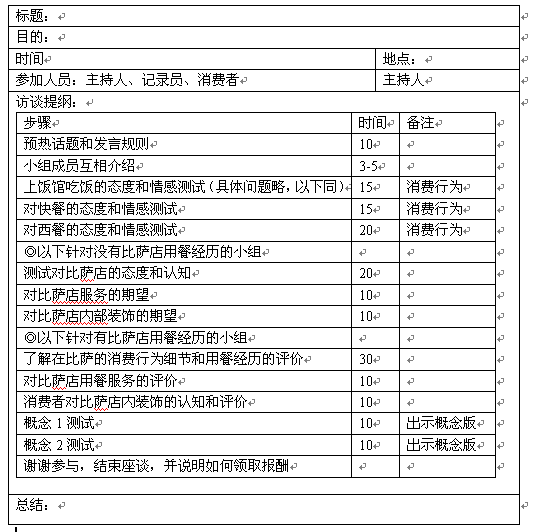 标题：
目的：
时间 地点：
参加人员：主持人、记录员、消费者 主持人
访谈提纲：
步骤 时间 备注
预热话题和发言规则 10
小组成员互相介绍 3-5
上饭馆吃饭的态度和情感测试（具体问题略，以下同） 15 消费行为
对快餐的态度和情感测试 15 消费行为
对西餐的态度和情感测试 20 消费行为
◎以下针对没有比萨店用餐经历的小组
测试对比萨店的态度和认知 20
对比萨店服务的期望 10
对比萨店内部装饰的期望 10
◎以下针对有比萨店用餐经历的小组
了解在比萨的消费行为细节和用餐经历的评价 30
对比萨店用餐服务的评价 10
消费者对比萨店内装饰的认知和评价 10
概念 1 测试 10 出示概念版
概念 2 测试 10 出示概念版
谢谢参与，结束座谈，并说明如何领取报酬
总结：